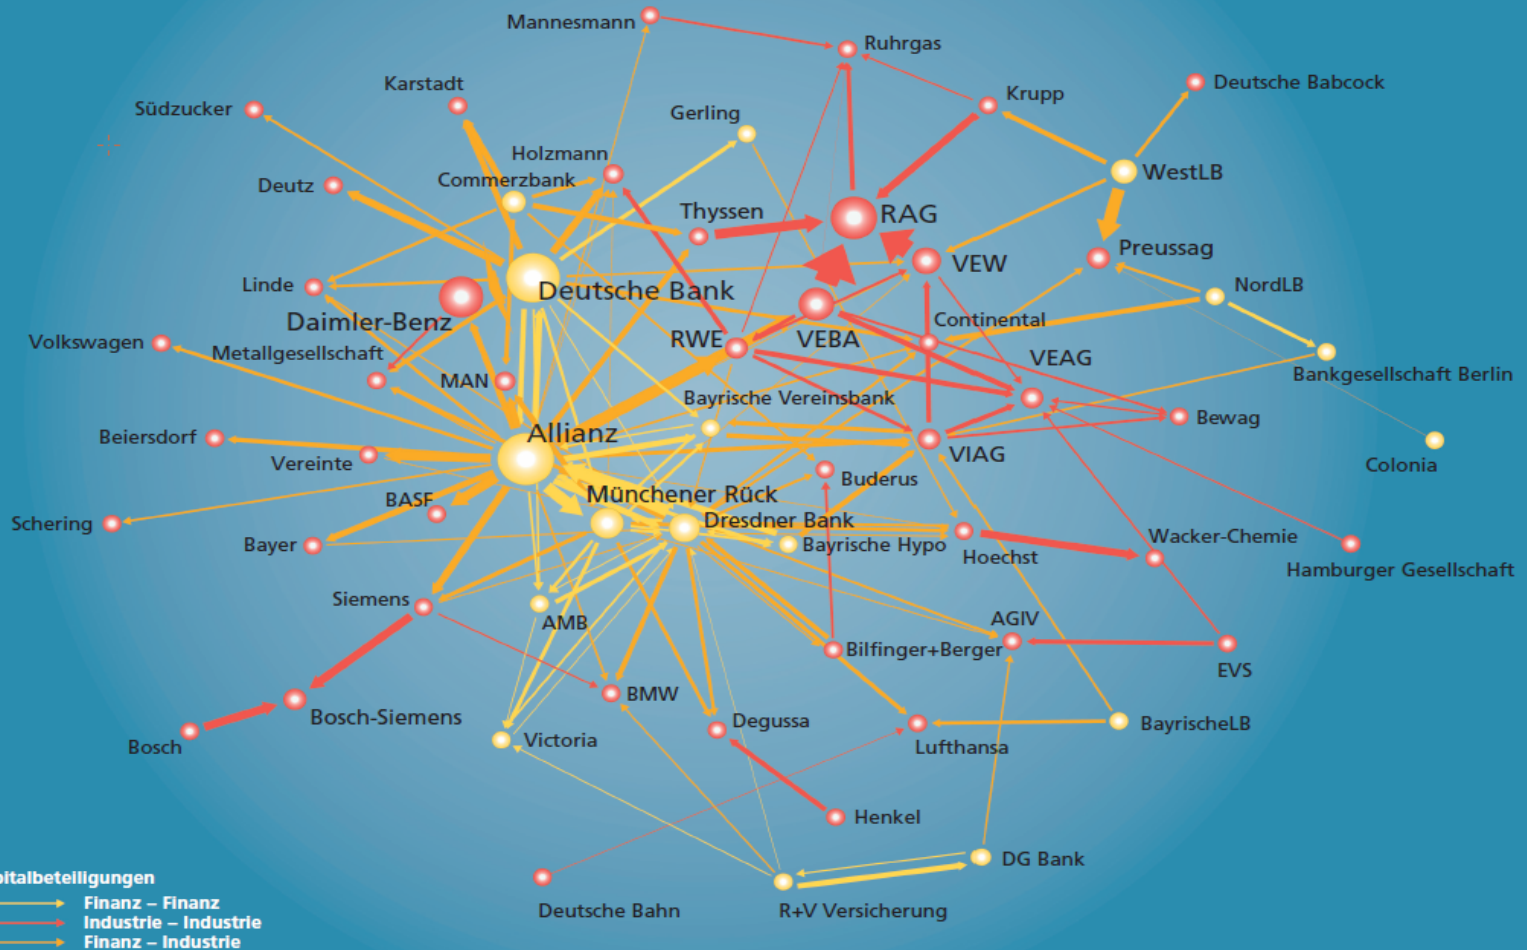 Mannesmann
Ruhrgas
Karstadt
Krupp
Deutsche Babcock
Südzucker
Gerling
Holzmann
Commerzbank
WestLB
Deutz
Thyssen
RAG
Preussag
VEW
Linde
Deutsche Bank
NordLB
Daimler-Benz
Continental
Volkswagen
RWE
VEBA
Metallgesellschaft
VEAG
Bankgesellschaft Berlin
MAN
Bayrische Vereinsbank
Bewag
Beiersdorf
Allianz
Vereinte
VIAG
Colonia
Buderus
BASF
Münchener Rück
Schering
Dresdner Bank
Bayer
Bayrische Hypo
Hoechst
Wacker-Chemie
Hamburger Gesellschaft
Siemens
AMB
AGIV
Bilfinger+Berger
EVS
BMW
Bosch-Siemens
Degussa
BayrischeLB
Bosch
Victoria
Lufthansa
Henkel
DG Bank
Deutsche Bahn
R+V Versicherung
pitalbeteiligungen
Finanz – Finanz
Industrie – Industrie
Finanz – Industrie